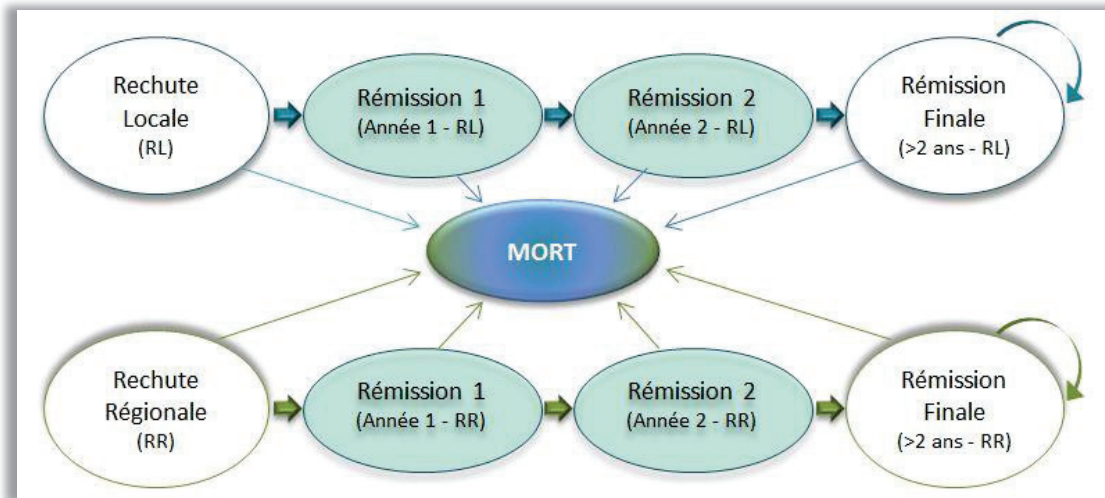 Rechute
Locale
(RL)
Rémission 1
(Année 1 - RL)
Rémission 2
(Année 2 - RL)
Rémission
Finale
(>2 ans - RL)
MORT
Rechute
Régionale
(RR)
Rémission 1
(Année 1 - RR)
Rémission 2
(Année 2 - RR)
Rémission
Finale
(>2 ans - RR)